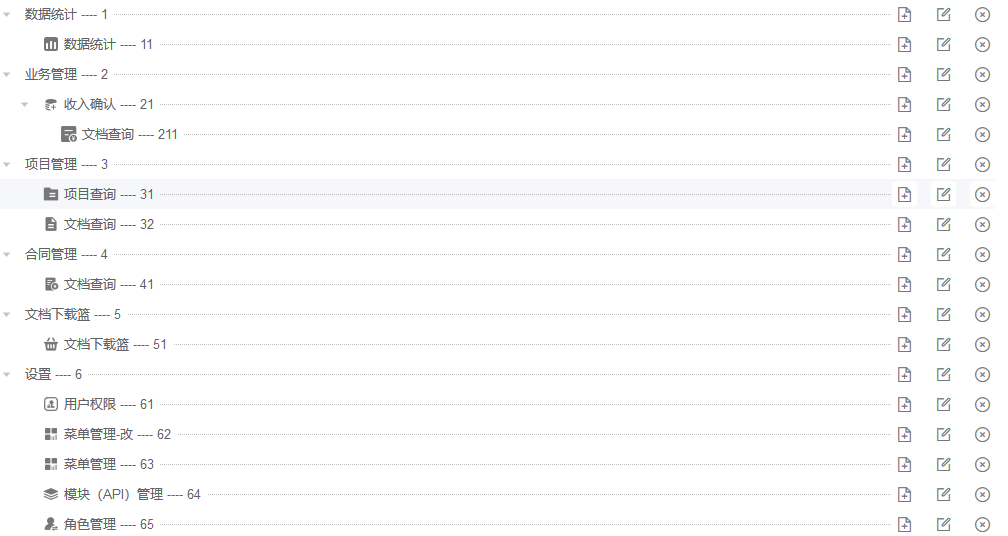 数据统计 ---- 1
数据统计 ---- 11
业务管理 ---- 2
收入确认 ---- 21
文档查询 ---- 211
项目管理 ---- 3
项目查询 ---- 31
文档查询 ---- 32
合同管理 ---- 4
文档查询 ---- 41
文档下载篮 ---- 5
文档下载篮 ---- 51
设置 ---- 6
用户权限 ---- 61
菜单管理-改 ---- 62
菜单管理 ---- 63
模块（API）管理 ---- 64
角色管理 ---- 65